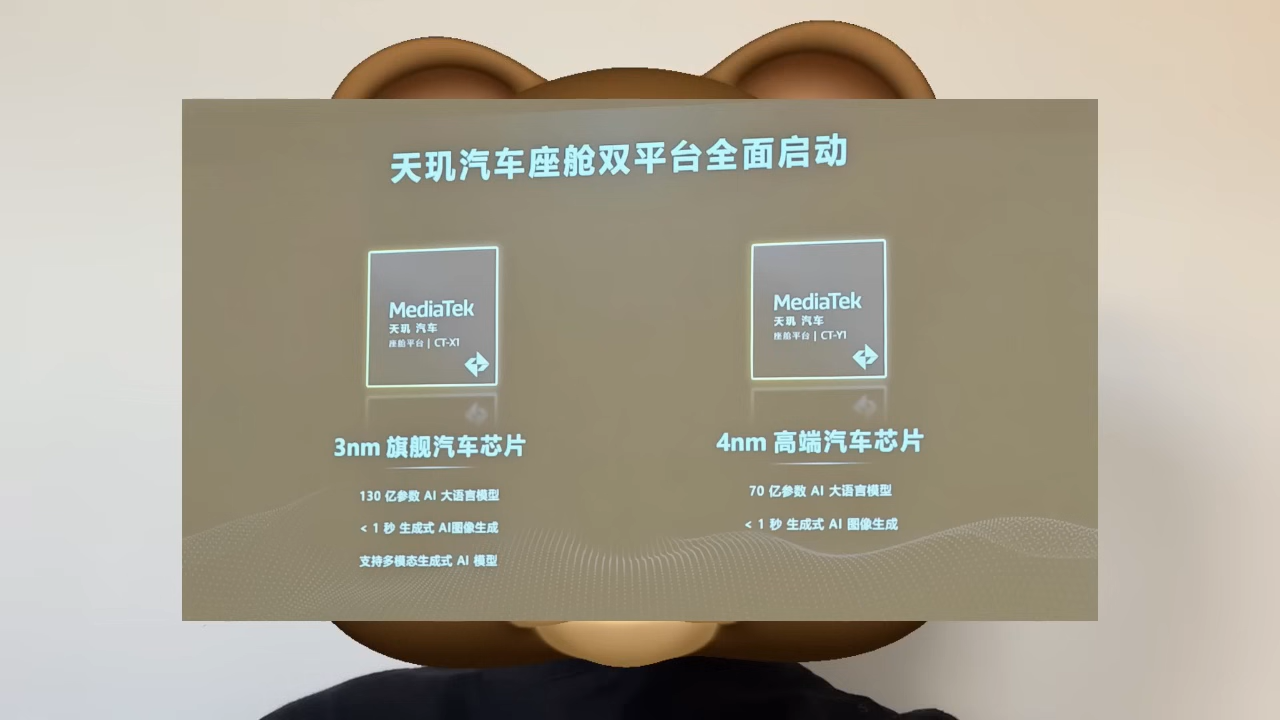 天玑汽车座舱双平台全面启动
MediaTek
天玑 汽车
座舱平台 | CT-X1
3nm 旗舰汽车芯片
130 亿参数 AI 大语言模型
< 1 秒 生成式 AI图像生成
支持多模态生成式 AI 模型
MediaTek
天玑 汽车
座舱平台 | CT-Y1
4nm 高端汽车芯片
70 亿参数 AI 大语言模型
< 1 秒 生成式 AI 图像生成